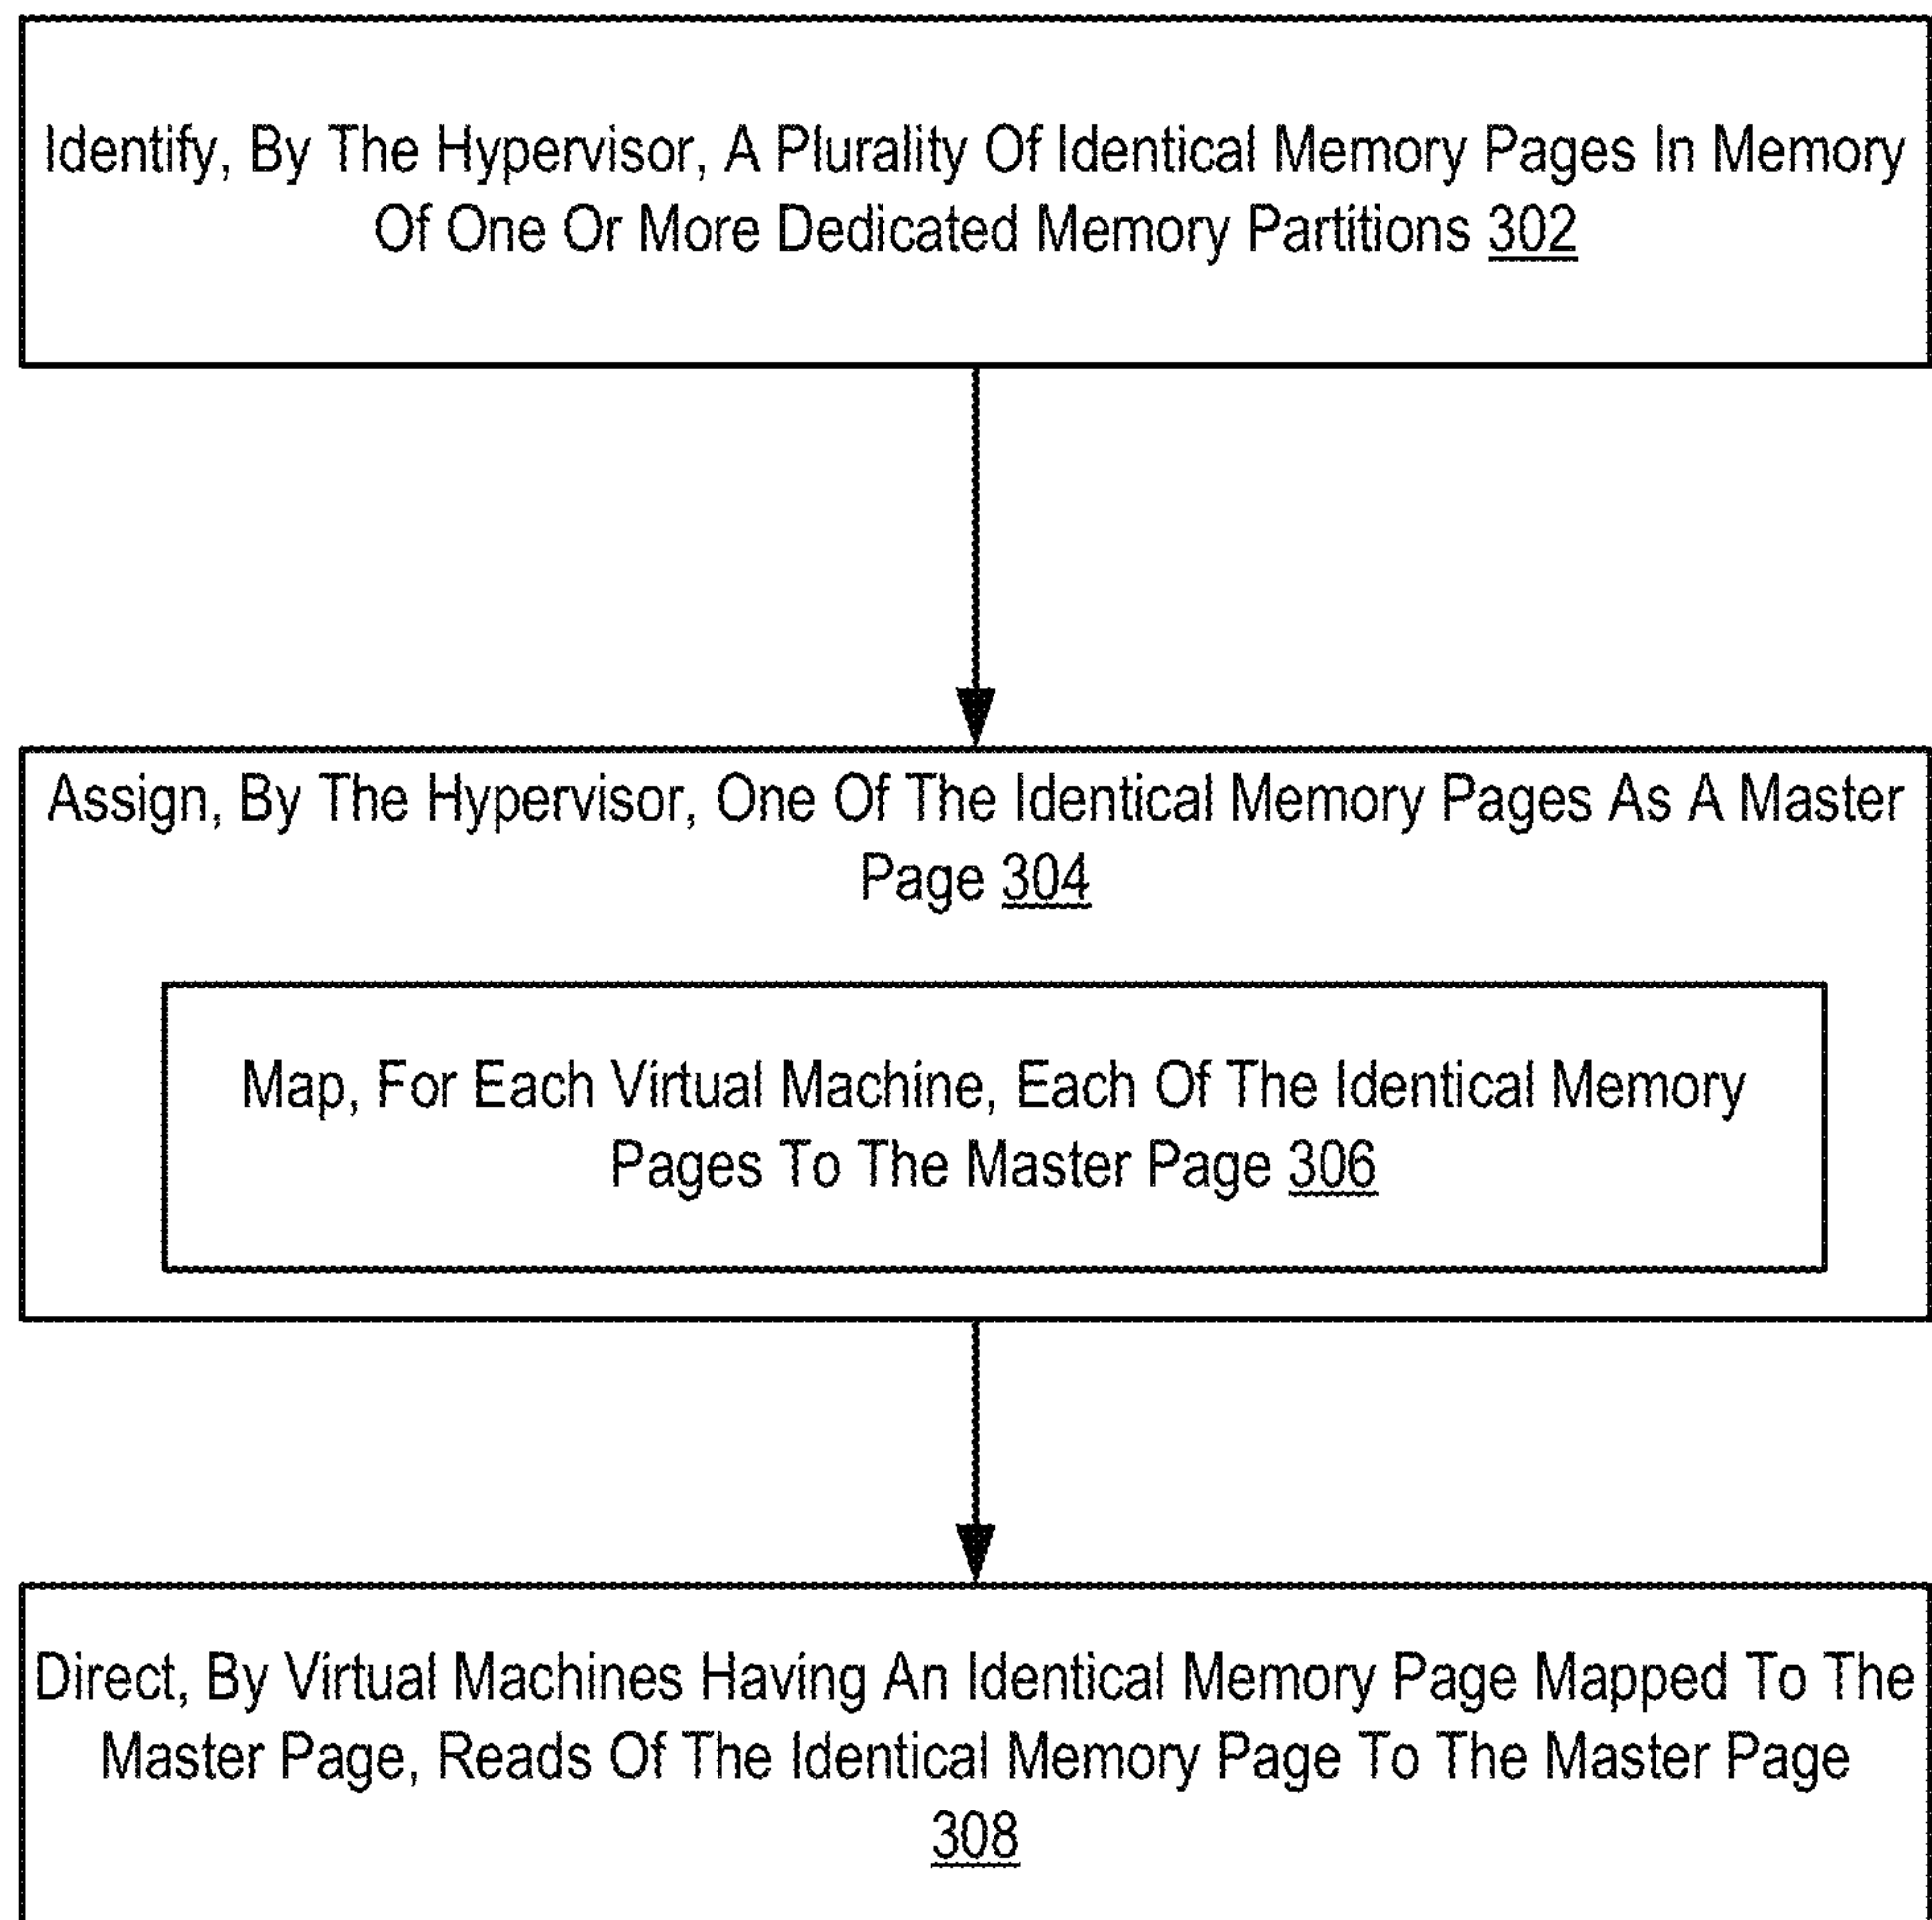 Identify, By The Hypervisor, A Plurality Of Identical Memory Pages In Memory
Of One Or More Dedicated Memory Partitions 302
Assign, By The Hypervisor, One Of The Identical Memory Pages As A Master
Page 304
Map, For Each Virtual Machine, Each Of The Identical Memory
Pages To The Master Page 306
Direct, By Virtual Machines Having An Identical Memory Page Mapped To The
Master Page, Reads Of The Identical Memory Page To The Master Page
308